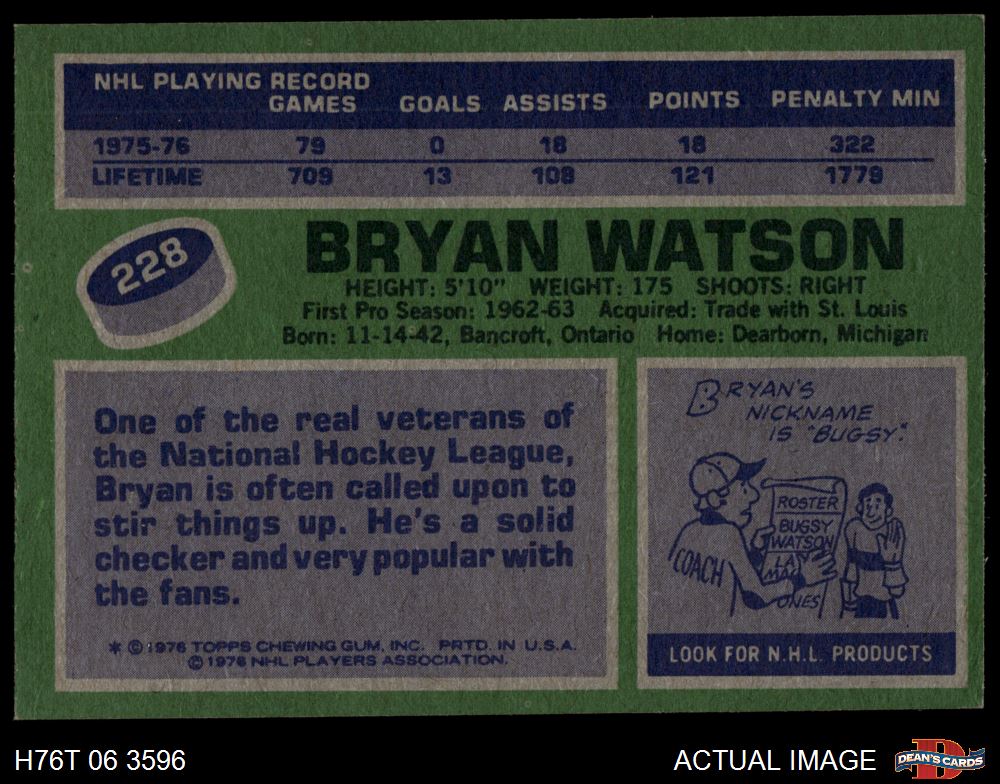 NHL PLAYING RECORD
GAMES GOALS ASSISTS POINTS PENALTY MIN
1975-76 79 0 18 18 322
LIFETIME 709 13 108 121 1779
228
BRYAN WATSON
HEIGHT: 5'10" WEIGHT: 175 SHOOTS: RIGHT
First Pro Season: 1962-63 Acquired: Trade with St. Louis
Born: 11-14-42, Bancroft, Ontario Home: Dearborn, Michigan
One of the real veterans of
the National Hockey League,
Bryan is often called upon to
stir things up. He's a solid
checker and very popular with
the fans.
* © 1976 TOPPS CHEWING GUM, INC. PRTD. IN U.S.A.
© 1976 NHL PLAYERS ASSOCIATION.
BRYAN'S
NICKNAME
IS "BUGSY."
ROSTER
BUGSY
WATSON
COACH
LOOK FOR N.H.L. PRODUCTS
H76T 06 3596
ACTUAL IMAGE
DEAN'S CARDS